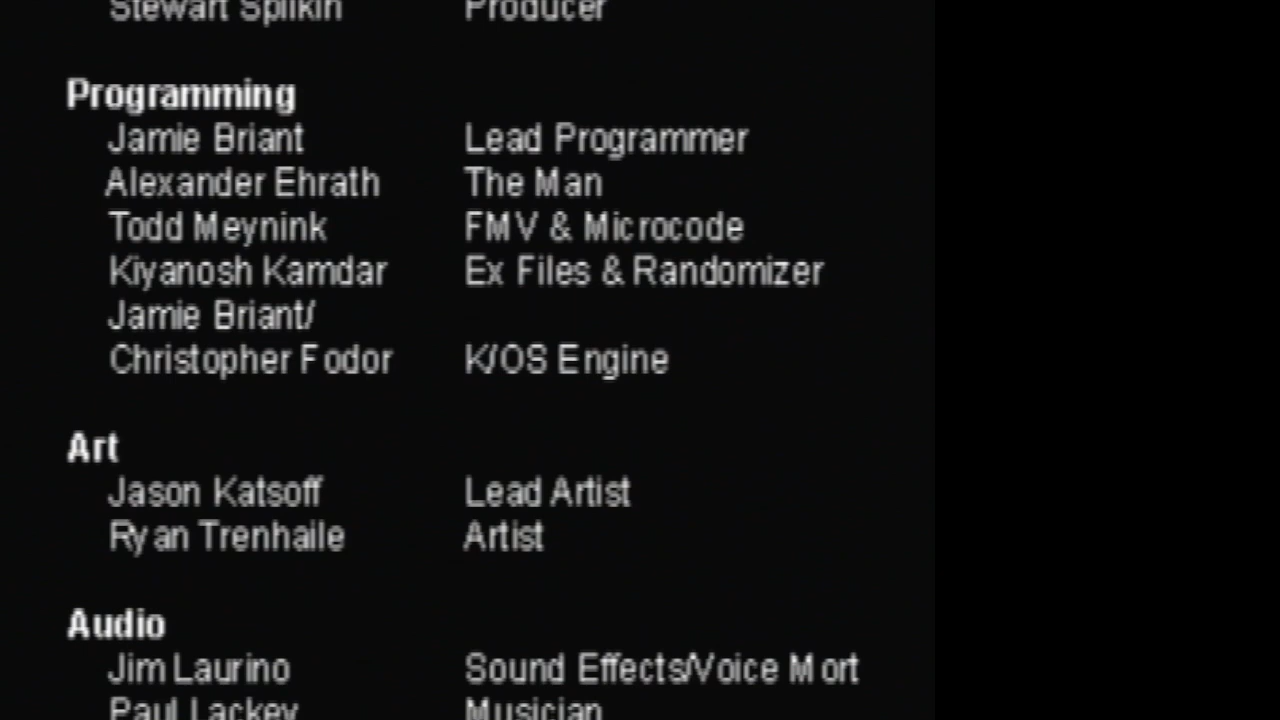 Stewart Spilkin Producer
Programming
Jamie Briant Lead Programmer
Alexander Ehrath The Man
Todd Meynink FMV & Microcode
Kiyanosh Kamdar Ex Files & Randomizer
Jamie Briant/
Christopher Fodor K/OS Engine
Art
Jason Katsoff Lead Artist
Ryan Trenhaile Artist
Audio
Jim Laurino Sound Effects/Voice Mort
Paul Lackey Musician